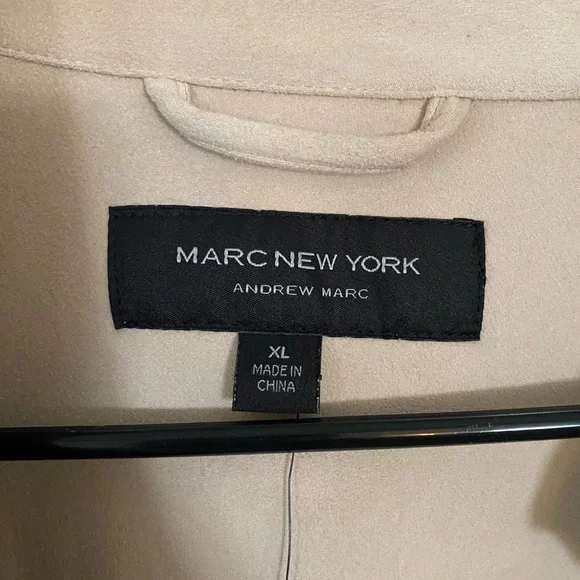 MARC NEW YORK
ANDREW MARC
XL
MADE IN
CHINA